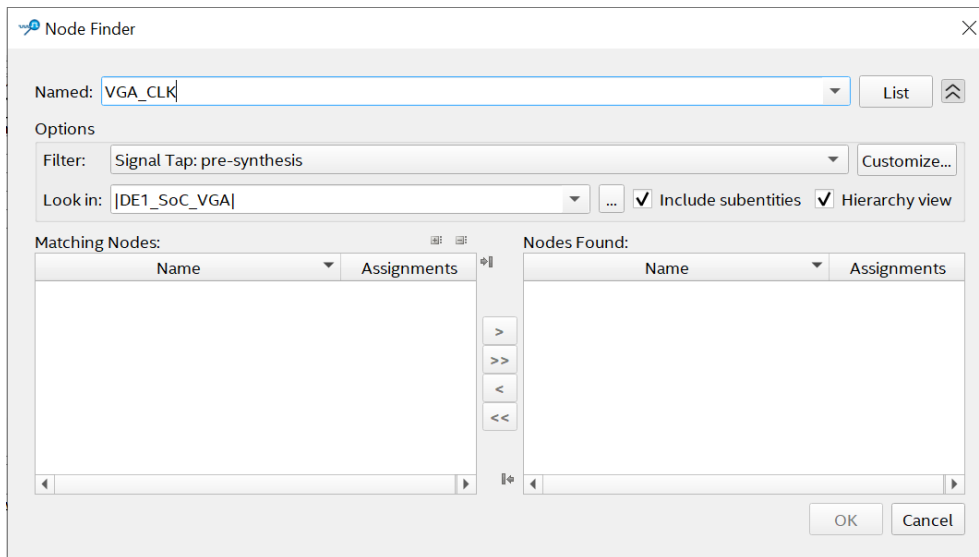 Node Finder
Named: VGA_CLK List
Options
Filter: Signal Tap: pre-synthesis Customize...
Look in: |DE1_SoC_VGA| ... Include subentities Hierarchy view
Matching Nodes: Nodes Found:
Name Assignments Name Assignments
>
>>
<
<<
OK Cancel